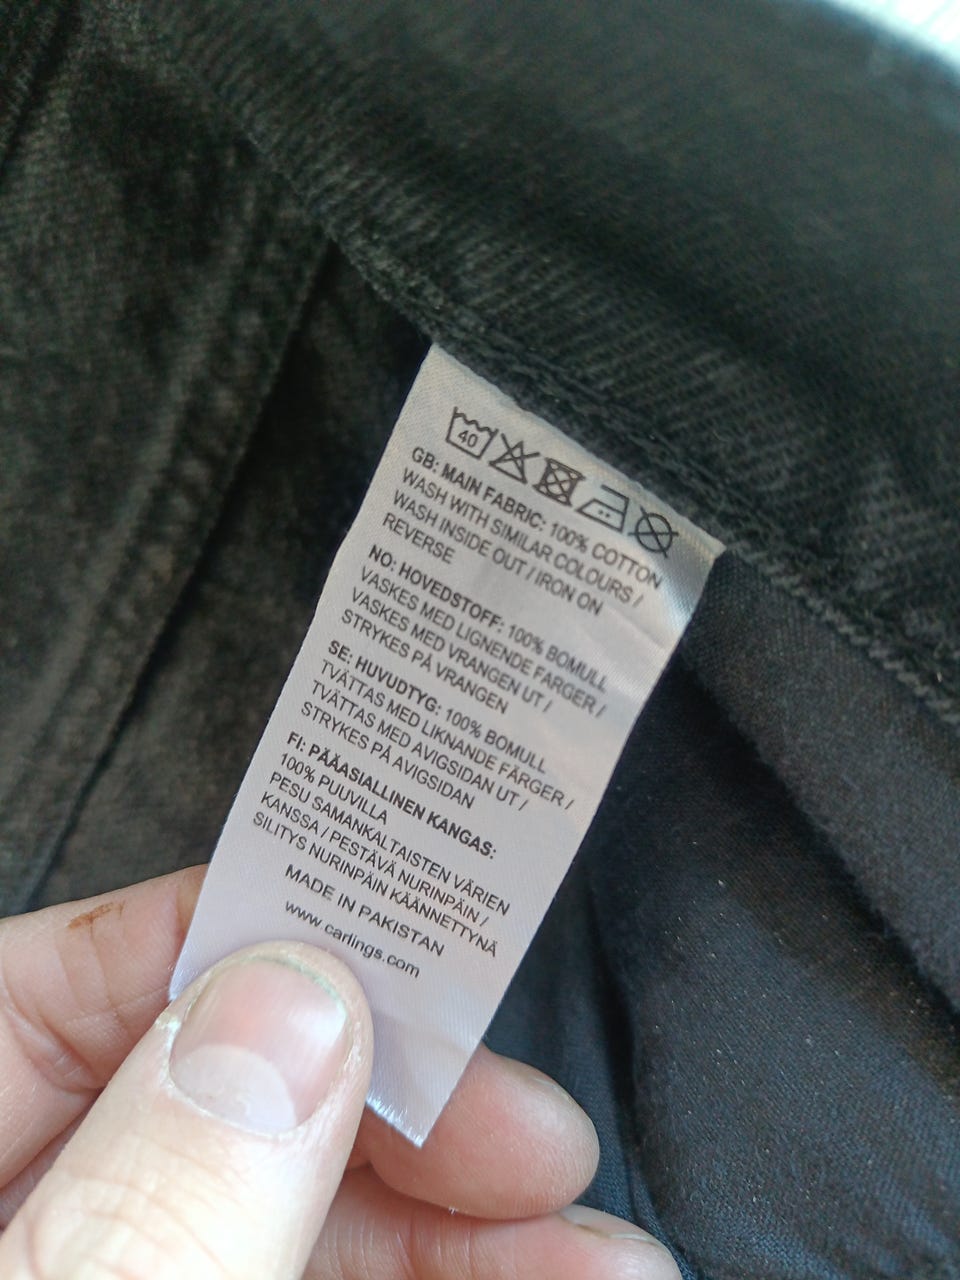 40
GB: MAIN FABRIC: 100% COTTON
WASH WITH SIMILAR COLOURS /
WASH INSIDE OUT / IRON ON
REVERSE
NO: HOVEDSTOFF: 100% BOMULL
VASKES MED LIGNENDE FARGER /
VASKES MED VRANGEN UT /
STRYKES PÅ VRANGEN
SE: HUVUDTYG: 100% BOMULL
TVÄTTAS MED LIKNANDE FÄRGER /
TVÄTTAS MED AVIGSIDAN UT /
STRYKES PÅ AVIGSIDAN
FI: PÄÄASIALLINEN KANGAS:
100% PUUVILLA
PESU SAMANKALTAISTEN VÄRIEN
KANSSA / PESTÄVÄ NURINPÄIN /
SILITYS NURINPÄIN KÄÄNNETTYNÄ
MADE IN PAKISTAN
www.carlings.com